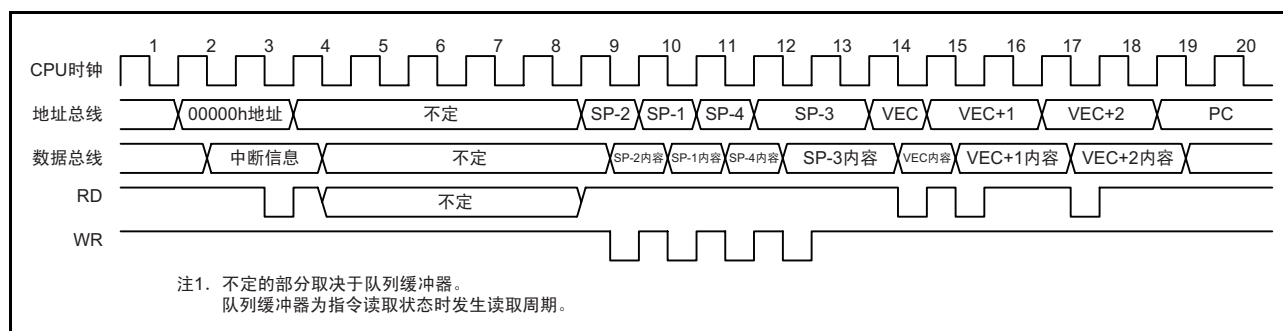 1 2 3 4 5 6 7 8 9 10 11 12 13 14 15 16 17 18 19 20
CPU时钟
地址总线 00000h地址 不定 SP-2 SP-1 SP-4 SP-3 VEC VEC+1 VEC+2 PC
数据总线 中断信息 不定 SP-2内容 SP-1内容 SP-4内容 SP-3内容 VEC内容 VEC+1内容 VEC+2内容
RD 不定
WR
注1. 不定的部分取决于队列缓冲器。
队列缓冲器为指令读取状态时发生读取周期。